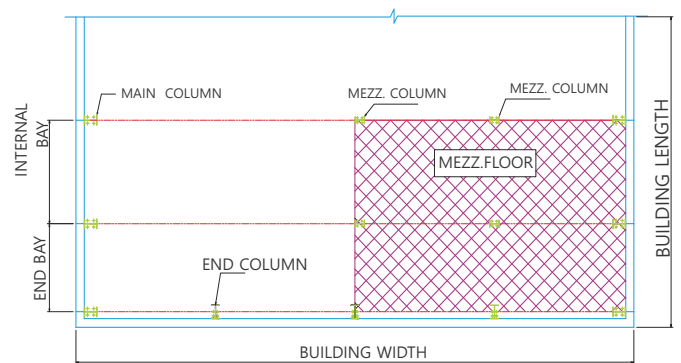 MAIN COLUMN
MEZZ. COLUMN
MEZZ. COLUMN
INTERNAL
BAY
MEZZ.FLOOR
BUILDING LENGTH
END BAY
END COLUMN
BUILDING WIDTH